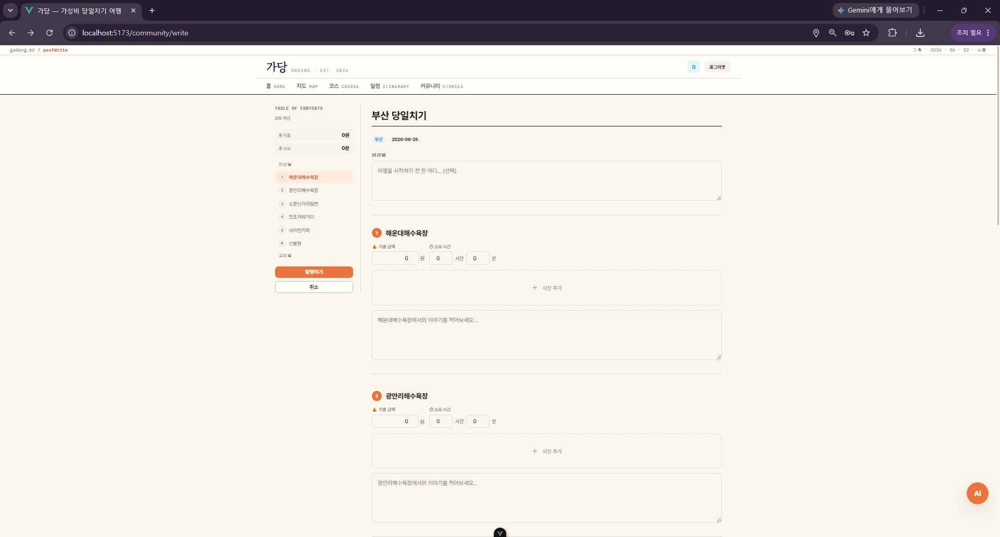 가당 — 가성비 당일치기 여행
Gemini에게 물어보기
localhost:5173/community/write
조치 필요
gadang.kr / postWrite
기획 · 2026 · 06 · 02 · 서울
가당 GADANG · EST. 2026
Q
로그아웃
홈 HOME 지도 MAP 코스 COURSE 일정 ITINERARY 커뮤니티 STORIES
TABLE OF CONTENTS
0/6 섹션
총 지출 0원
총 소요 0분
머리말
1 해운대해수욕장
2 광안리해수욕장
3 소문난가야밀면
4 전포카페거리
5 사이먼커피
6 신발원
꼬리말
발행하기
취소
부산 당일치기
부산 2026-06-25
머리말
여행을 시작하기 전 한 마디... (선택)
1 해운대해수욕장
지출 금액 소요 시간
0 원 0 시간 0 분
+ 사진 추가
해운대해수욕장에서의 이야기를 적어보세요...
2 광안리해수욕장
지출 금액 소요 시간
0 원 0 시간 0 분
+ 사진 추가
광안리해수욕장에서의 이야기를 적어보세요...
AI